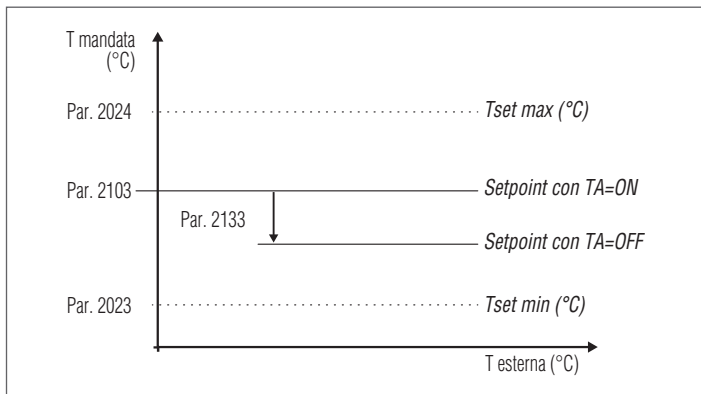 T mandata
(°C)
Par. 2024
Tset max (°C)
Par. 2103
Setpoint con TA=ON
Par. 2133
Setpoint con TA=OFF
Par. 2023
Tset min (°C)
T esterna (°C)